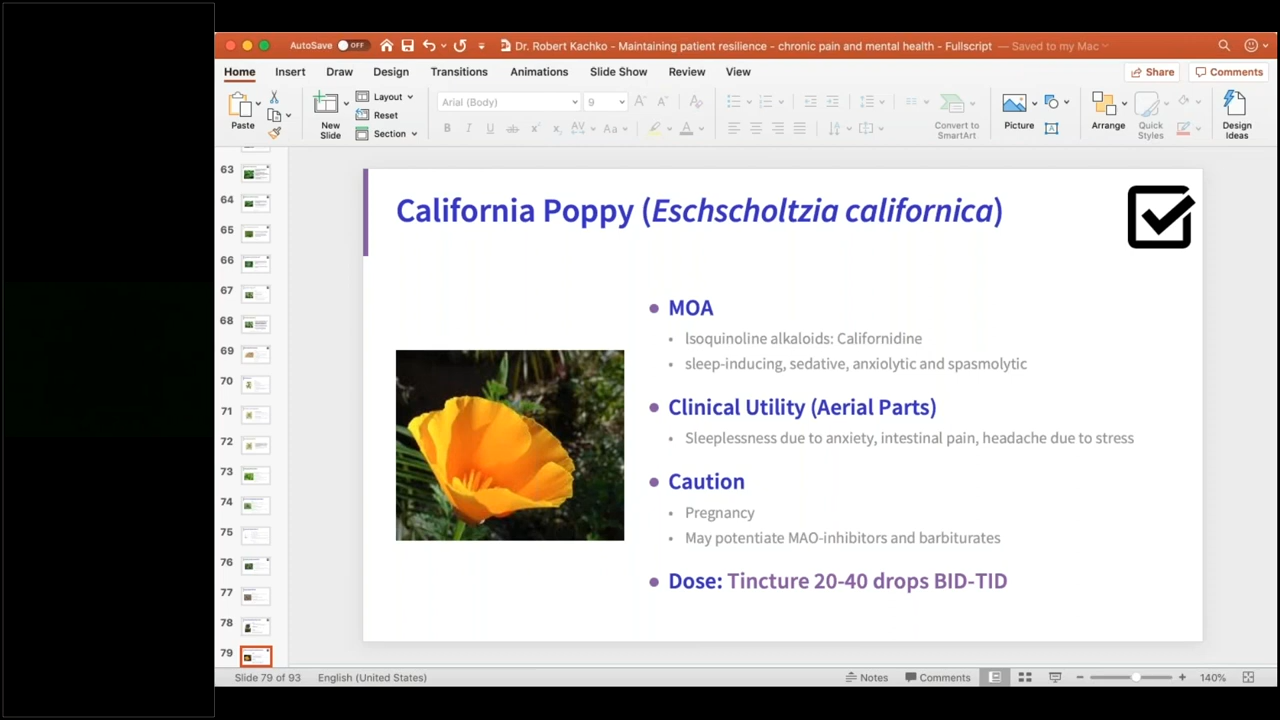 AutoSave OFF Dr. Robert Kachko - Maintaining patient resilience - chronic pain and mental health - Fullscript — Saved to my Mac
Home Insert Draw Design Transitions Animations Slide Show Review View Share Comments
Paste
New Slide
Layout
Reset
Section
Arial (Body) 9
Convert to SmartArt
Picture
Arrange
Quick Styles
Design Ideas
63
64
65
66
67
68
69
70
71
72
73
74
75
76
77
78
79
California Poppy (Eschscholtzia californica)
• MOA
• Isoquinoline alkaloids: Californidine
• sleep-inducing, sedative, anxiolytic and spasmolytic
• Clinical Utility (Aerial Parts)
• Sleeplessness due to anxiety, intestinal pain, headache due to stress
• Caution
• Pregnancy
• May potentiate MAO-inhibitors and barbiturates
• Dose: Tincture 20-40 drops BID-TID
Slide 79 of 93 English (United States) Notes Comments 140%